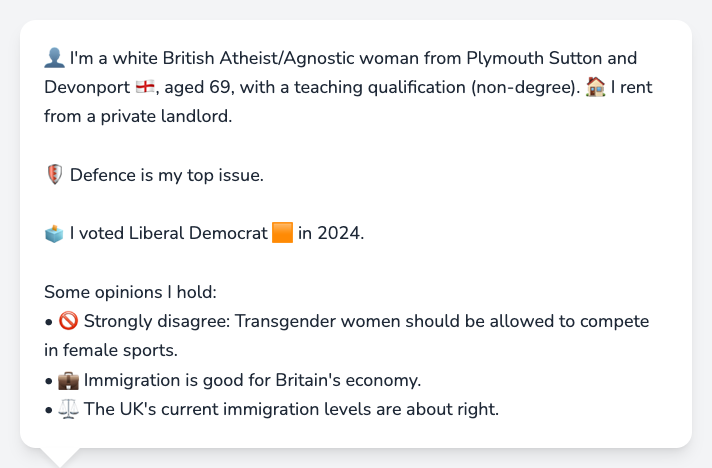 👤 I'm a white British Atheist/Agnostic woman from Plymouth Sutton and
Devonport 🏴󠁧󠁢󠁥󠁮󠁧󠁿, aged 69, with a teaching qualification (non-degree). 🏠 I rent
from a private landlord.
🛡️ Defence is my top issue.
🗳️ I voted Liberal Democrat 🟧 in 2024.
Some opinions I hold:
• 🚫 Strongly disagree: Transgender women should be allowed to compete
in female sports.
• 💼 Immigration is good for Britain's economy.
• ⚖️ The UK's current immigration levels are about right.